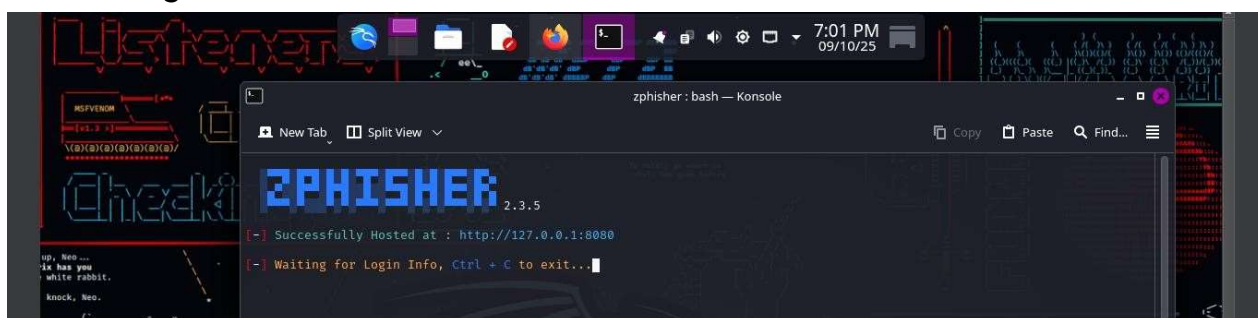 Listener
7:01 PM
09/10/25
MSFVENOM
zphisher : bash — Konsole
New Tab Split View Copy Paste Find...
ZPHISHER 2.3.5
[-] Successfully Hosted at : http://127.0.0.1:8080
[-] Waiting for Login Info, Ctrl + C to exit...
up, Neo...
ix has you
white rabbit.
knock, Neo.